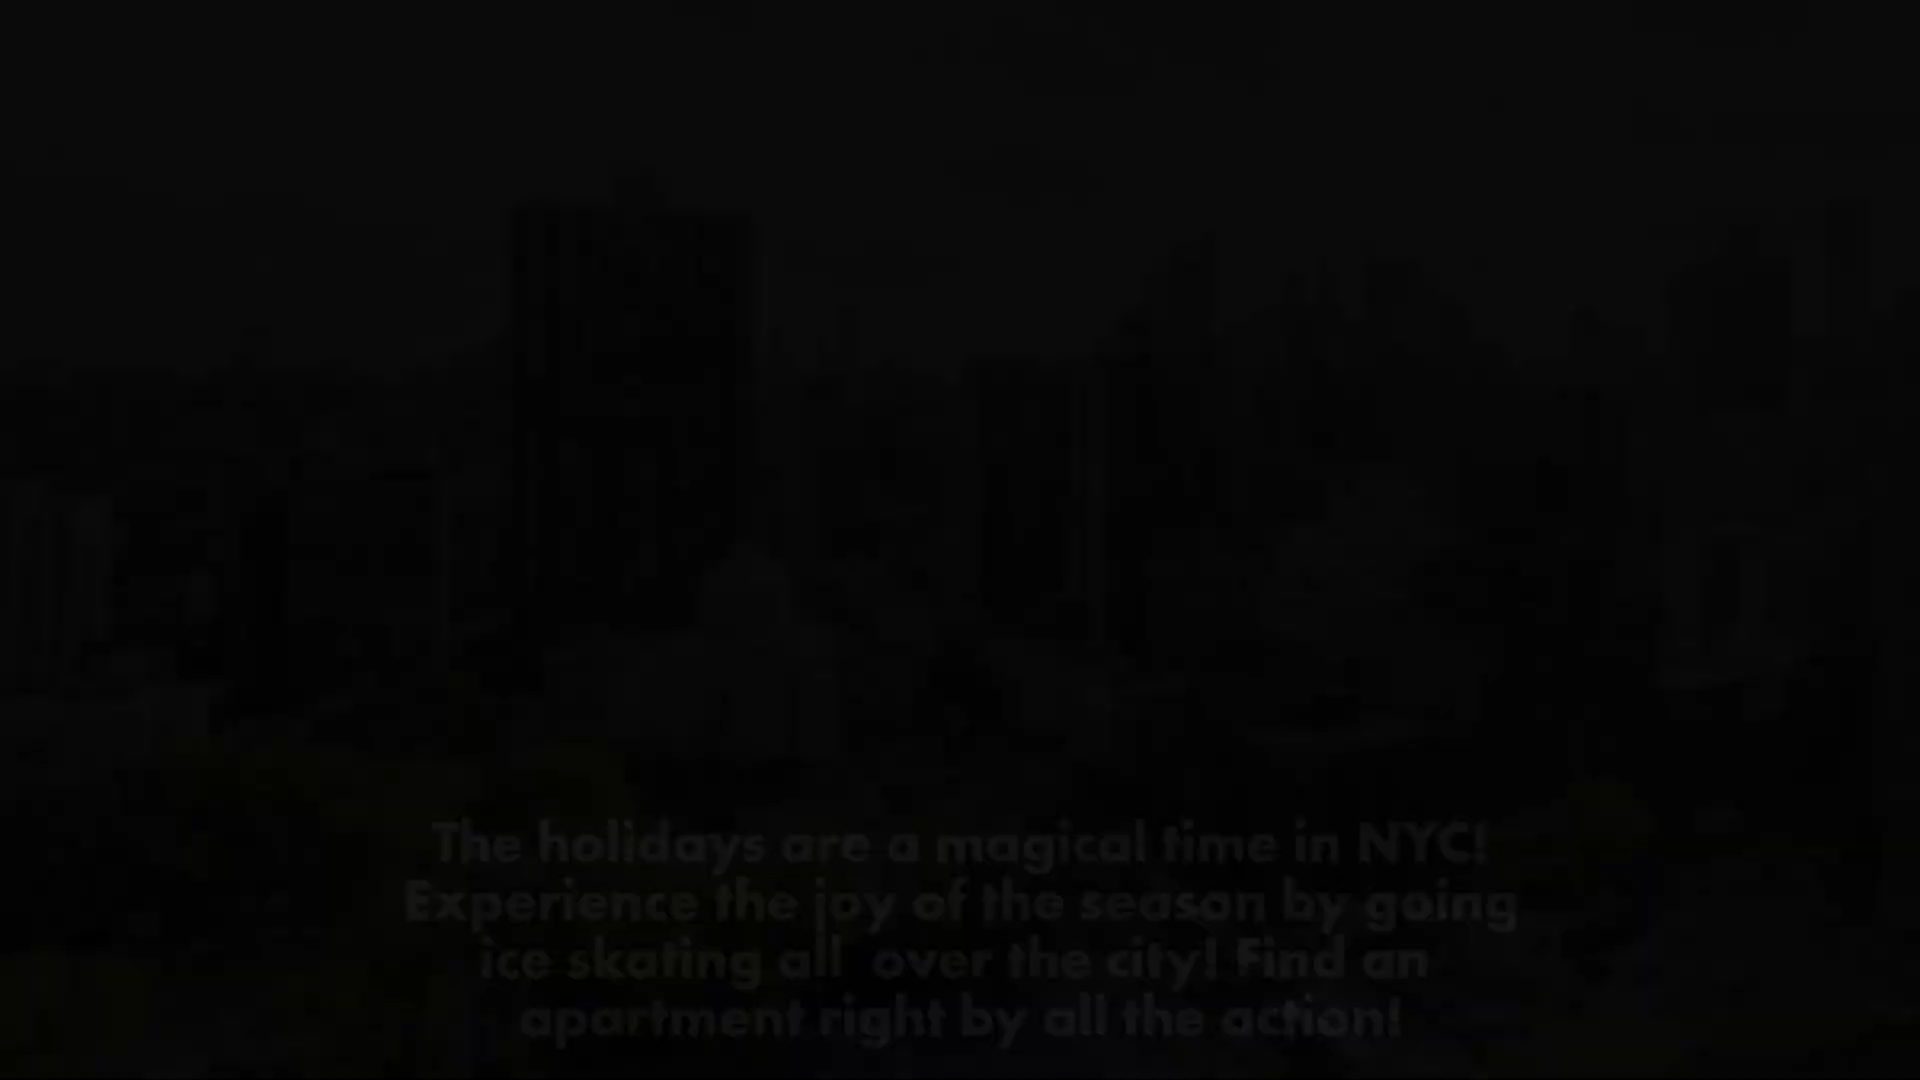 The holidays are a magical time in NYC!
Experience the joy of the season by going
ice skating all over the city! Find an
apartment right by all the action!